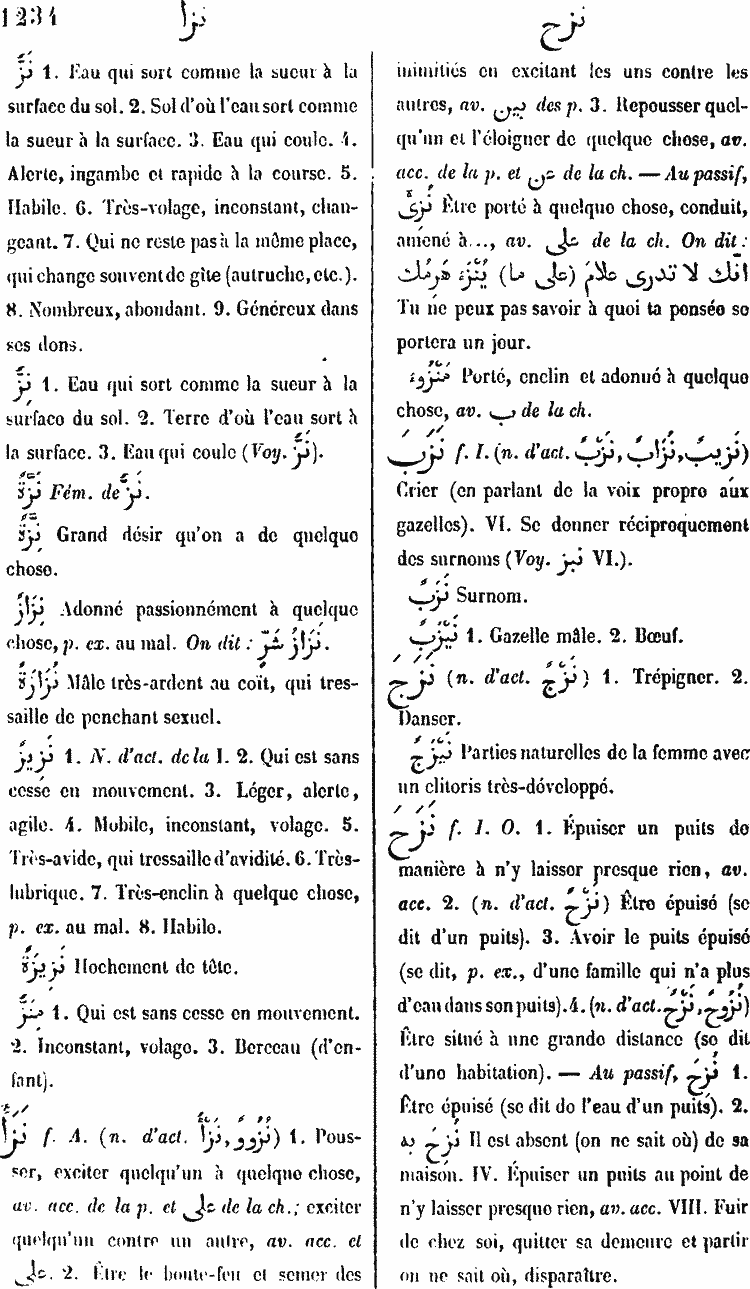 1234
نزأ
نزح
نَزٌّ 1. Eau qui sort comme la sueur à la
surface du sol. 2. Sol d'où l'eau sort comme
la sueur à la surface. 3. Eau qui coule. 4.
Alerte, ingambe et rapide à la course. 5.
Habile. 6. Très-volage, inconstant, chan-
geant. 7. Qui ne reste pas à la même place,
qui change souvent de gîte (autruche, etc.).
8. Nombreux, abondant. 9. Généreux dans
ses dons.
نِزٌّ 1. Eau qui sort comme la sueur à la
surface du sol. 2. Terre d'où l'eau sort à
la surface. 3. Eau qui coule (Voy. نَزٌّ).
نَزَّةٌ Fém. de نَزٌّ.
نِزَّةٌ Grand désir qu'on a de quelque
chose.
نَزَازٌ Adonné passionnément à quelque
chose, p. ex. au mal. On dit : نَزَازُ شَرٍّ.
نَزَازَةٌ Mâle très-ardent au coït, qui tres-
saille de penchant sexuel.
نَزِيزٌ 1. N. d'act. de la I. 2. Qui est sans
cesse en mouvement. 3. Léger, alerte,
agile. 4. Mobile, inconstant, volage. 5.
Très-avide, qui tressaille d'avidité. 6. Très-
lubrique. 7. Très-enclin à quelque chose,
p. ex. au mal. 8. Habile.
نَزِيزَةٌ Hochement de tête.
مِنَزٌّ 1. Qui est sans cesse en mouvement.
2. Inconstant, volage. 3. Berceau (d'en-
fant).
نَزَأَ f. A. (n. d'act. نَزْءٌ, نُزُوءٌ) 1. Pous-
ser, exciter quelqu'un à quelque chose,
av. acc. de la p. et على de la ch.; exciter
quelqu'un contre un autre, av. acc. et
على. 2. Être le boute-feu et semer des
inimitiés en excitant les uns contre les
autres, av. بين des p. 3. Repousser quel-
qu'un et l'éloigner de quelque chose, av.
acc. de la p. et عن de la ch. — Au passif,
نُزِئَ Être porté à quelque chose, conduit,
amené à..., av. على de la ch. On dit :
انّك لا تدرى عَلامَ (على ما) يُنْزَءُ هَرَمُك
Tu ne peux pas savoir à quoi ta pensée se
portera un jour.
مَنْزُوء Porté, enclin et adonné à quelque
chose, av. ب de la ch.
نَزَبَ f. I. (n. d'act. نَزْبٌ, نُزَابٌ, نَزِيبٌ)
Crier (en parlant de la voix propre aux
gazelles). VI. Se donner réciproquement
des surnoms (Voy. نبز VI.).
نَزَبٌ Surnom.
نَيْزَبٌ 1. Gazelle mâle. 2. Bœuf.
نَزَجَ (n. d'act. نَزْجٌ) 1. Trépigner. 2.
Danser.
نَيْزَجٌ Parties naturelles de la femme avec
un clitoris très-développé.
نَزَحَ f. I. O. 1. Épuiser un puits de
manière à n'y laisser presque rien, av.
acc. 2. (n. d'act. نَزْحٌ) Être épuisé (se
dit d'un puits). 3. Avoir le puits épuisé
(se dit, p. ex., d'une famille qui n'a plus
d'eau dans son puits). 4. (n. d'act. نَزْحٌ, نُزُوحٌ)
Être situé à une grande distance (se dit
d'une habitation). — Au passif, نُزِحَ 1.
Être épuisé (se dit de l'eau d'un puits). 2.
نُزِحَ به Il est absent (on ne sait où) de sa
maison. IV. Épuiser un puits au point de
n'y laisser presque rien, av. acc. VIII. Fuir
de chez soi, quitter sa demeure et partir
on ne sait où, disparaître.